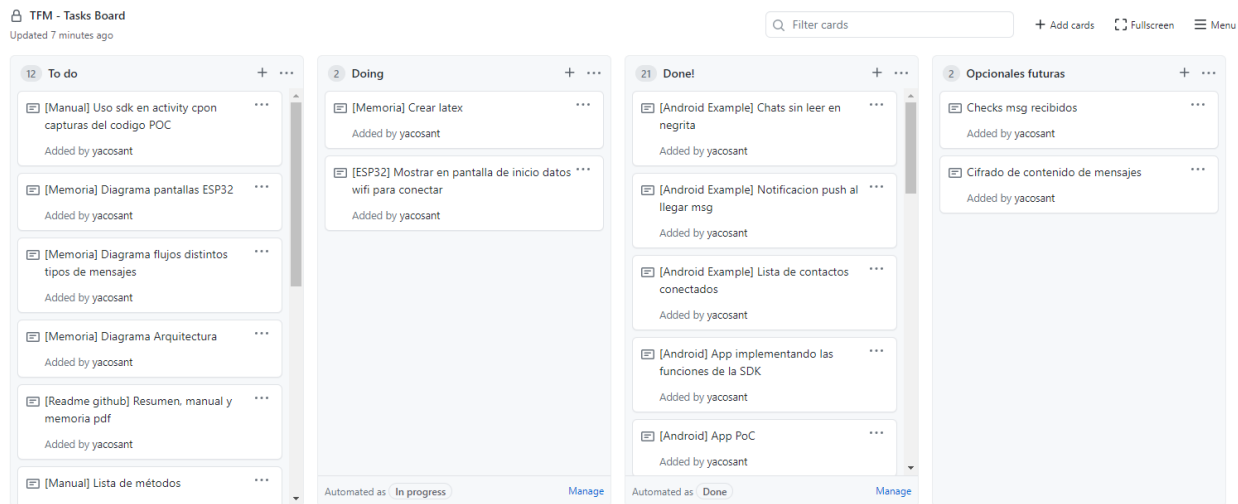 TFM - Tasks Board
Updated 7 minutes ago
Filter cards
+ Add cards
Fullscreen
Menu
12 To do
[Manual] Uso sdk en activity cpon
capturas del codigo POC
Added by yacosant
[Memoria] Diagrama pantallas ESP32
Added by yacosant
[Memoria] Diagrama flujos distintos
tipos de mensajes
Added by yacosant
[Memoria] Diagrama Arquitectura
Added by yacosant
[Readme github] Resumen, manual y
memoria pdf
Added by yacosant
[Manual] Lista de métodos
2 Doing
[Memoria] Crear latex
Added by yacosant
[ESP32] Mostrar en pantalla de inicio datos
wifi para conectar
Added by yacosant
Automated as In progress
Manage
21 Done!
[Android Example] Chats sin leer en
negrita
Added by yacosant
[Android Example] Notificacion push al
llegar msg
Added by yacosant
[Android Example] Lista de contactos
conectados
Added by yacosant
[Android] App implementando las
funciones de la SDK
Added by yacosant
[Android] App PoC
Added by yacosant
Automated as Done
Manage
2 Opcionales futuras
Checks msg recibidos
Added by yacosant
Cifrado de contenido de mensajes
Added by yacosant